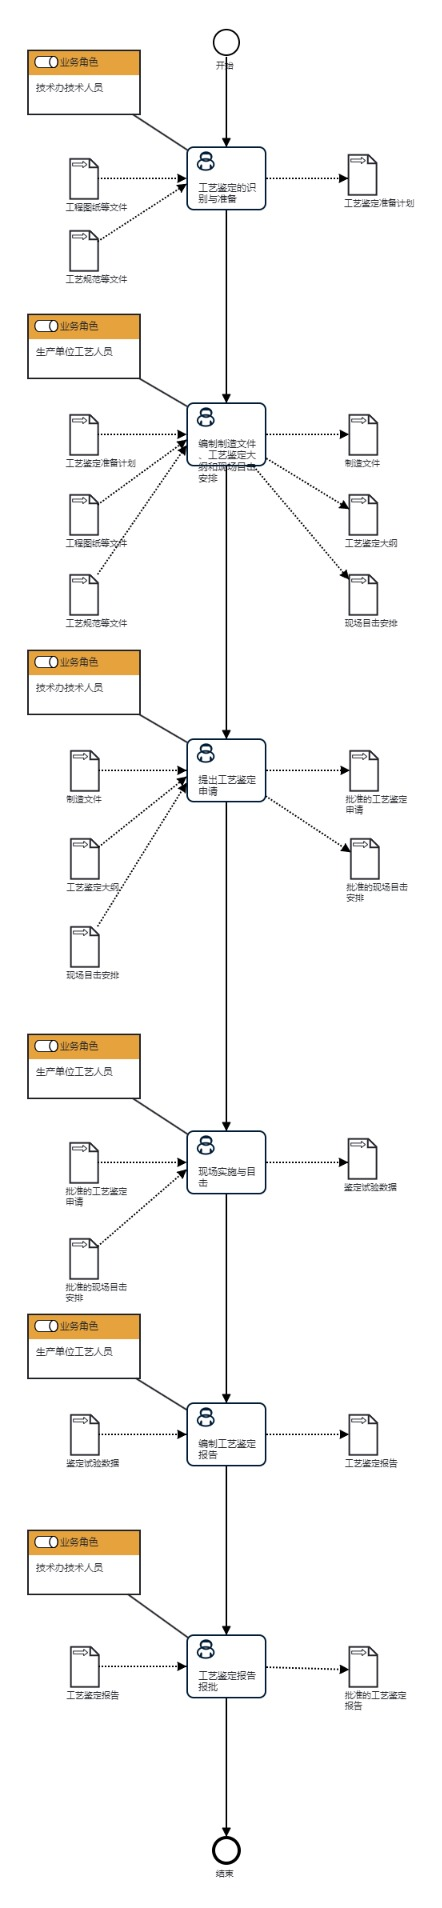 开始
业务角色
技术办技术人员
工艺鉴定的识
别与准备
工程图纸等文件
工艺规范等文件
工艺鉴定准备计划
业务角色
生产单位工艺人员
编制制造文件
、工艺鉴定大
纲和现场目击
安排
工艺鉴定准备计划
工程图纸等文件
工艺规范等文件
制造文件
工艺鉴定大纲
现场目击安排
业务角色
技术办技术人员
提出工艺鉴定
申请
制造文件
工艺鉴定大纲
现场目击安排
批准的工艺鉴定
申请
批准的现场目击
安排
业务角色
生产单位工艺人员
现场实施与目
击
批准的工艺鉴定
申请
批准的现场目击
安排
鉴定试验数据
业务角色
生产单位工艺人员
编制工艺鉴定
报告
鉴定试验数据
工艺鉴定报告
业务角色
技术办技术人员
工艺鉴定报告
报批
工艺鉴定报告
批准的工艺鉴定
报告
结束